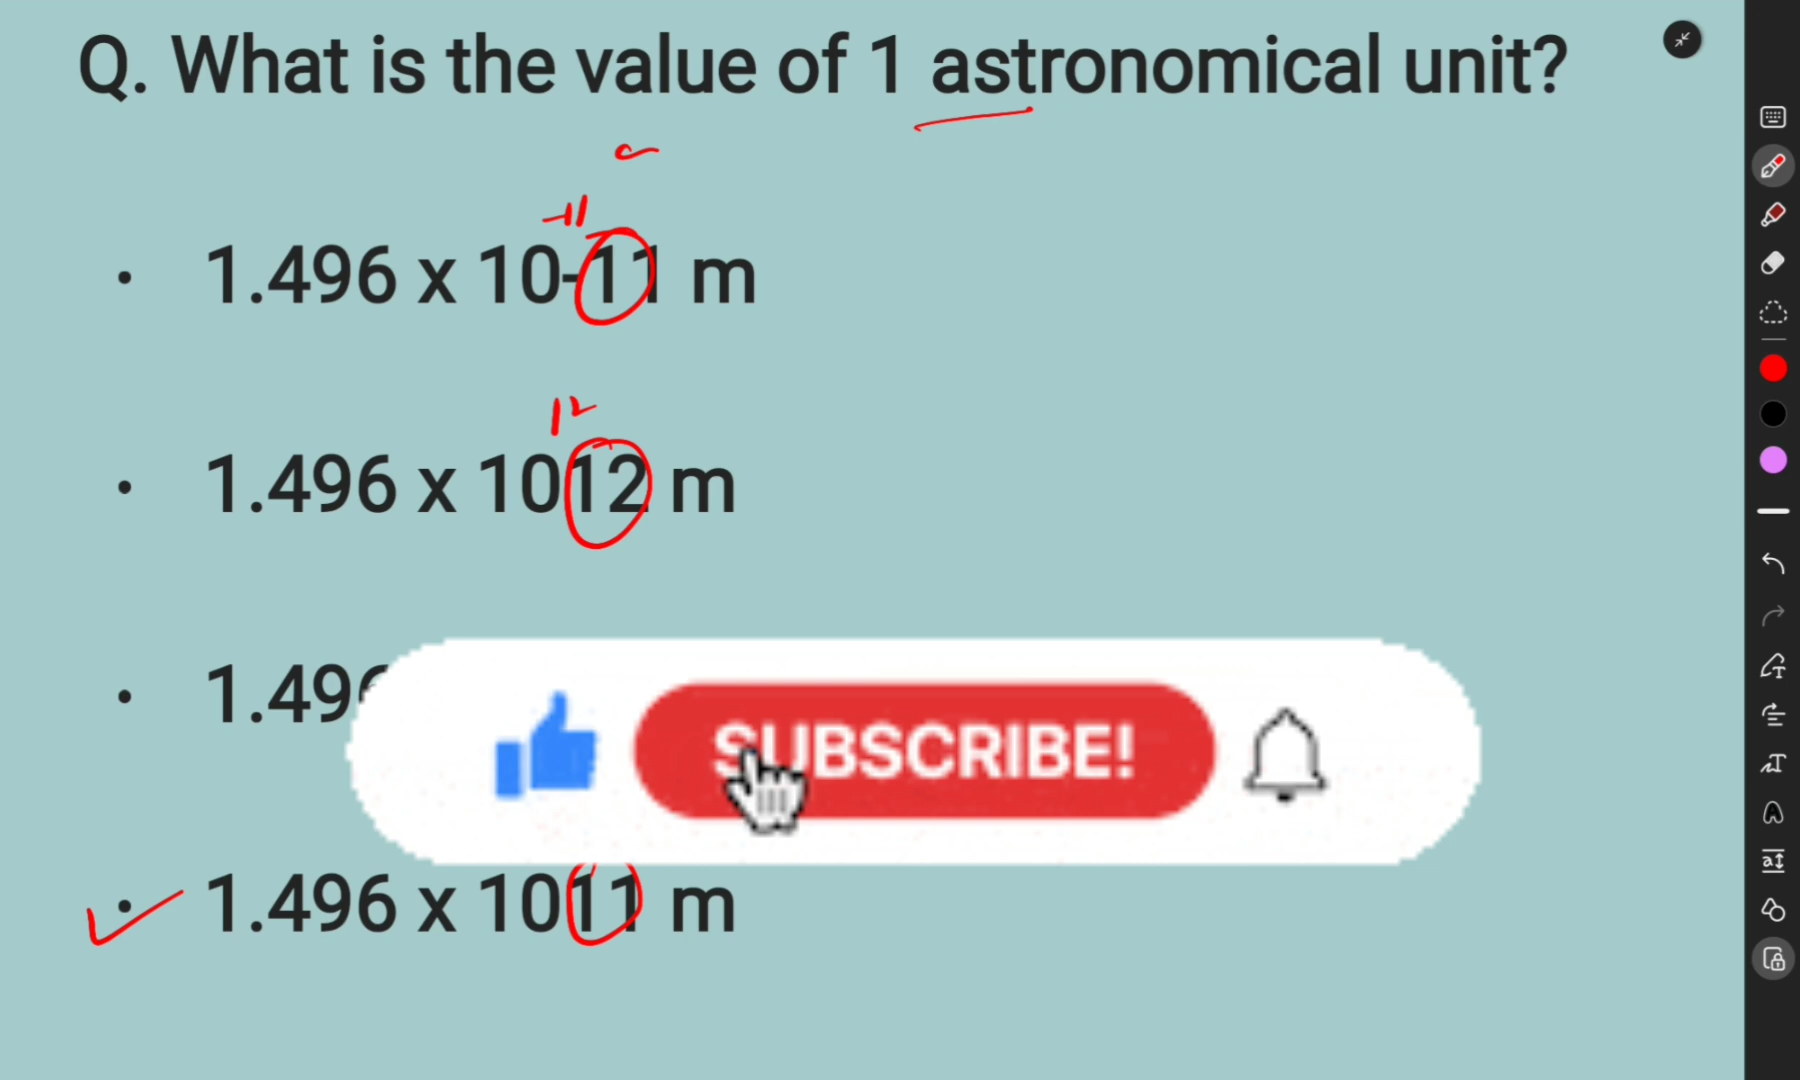 Q. What is the value of 1 astronomical unit?
-11
• 1.496 x 10-11 m
12
• 1.496 x 1012 m
• 1.49
SUBSCRIBE!
• 1.496 x 1011 m